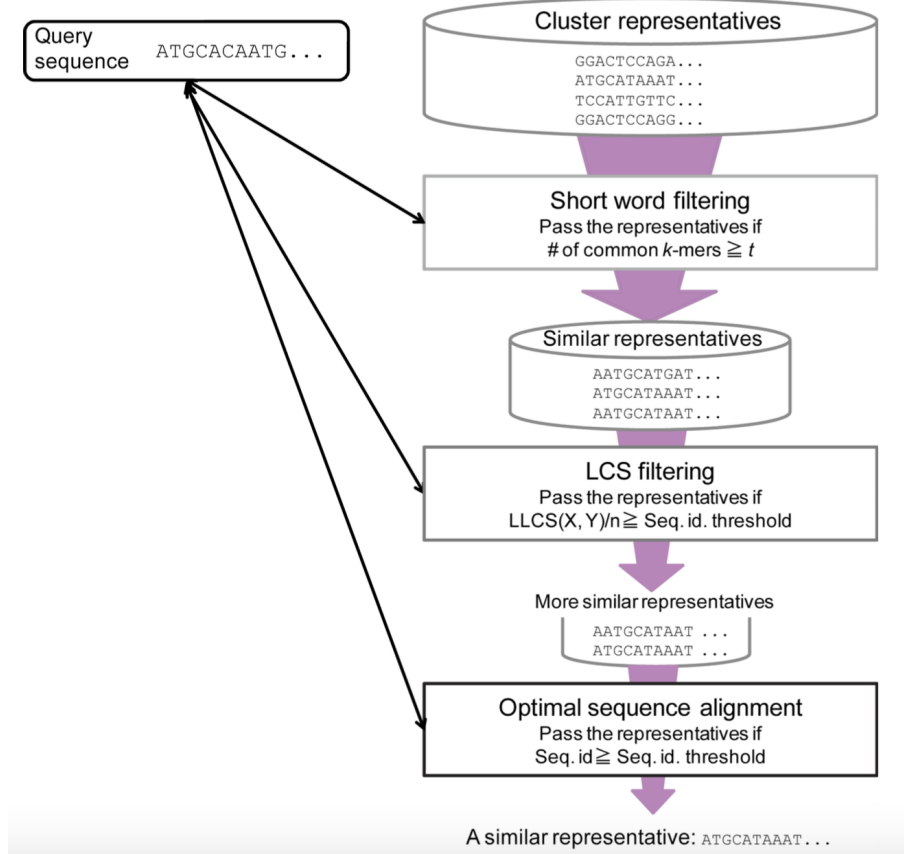 Query
sequence ATGCACAATG...
Cluster representatives
GGACTCCAGA...
ATGCATAAAT...
TCCATTGTTC...
GGACTCCAGG...
Short word filtering
Pass the representatives if
# of common k-mers ≧ t
Similar representatives
AATGCATGAT...
ATGCATAAAT...
AATGCATAAT...
LCS filtering
Pass the representatives if
LLCS(X, Y)/n≧ Seq. id. threshold
More similar representatives
AATGCATAAT ...
ATGCATAAAT ...
Optimal sequence alignment
Pass the representatives if
Seq. id≧ Seq. id. threshold
A similar representative: ATGCATAAAT...